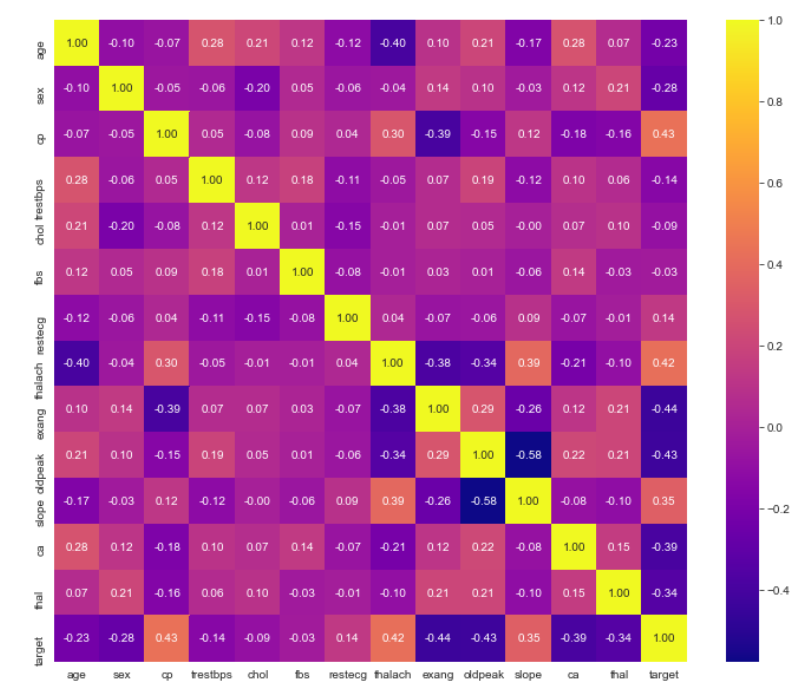 age 1.00 -0.10 -0.07 0.28 0.21 0.12 -0.12 -0.40 0.10 0.21 -0.17 0.28 0.07 -0.23
sex -0.10 1.00 -0.05 -0.06 -0.20 0.05 -0.06 -0.04 0.14 0.10 -0.03 0.12 0.21 -0.28
cp -0.07 -0.05 1.00 0.05 -0.08 0.09 0.04 0.30 -0.39 -0.15 0.12 -0.18 -0.16 0.43
trestbps 0.28 -0.06 0.05 1.00 0.12 0.18 -0.11 -0.05 0.07 0.19 -0.12 0.10 0.06 -0.14
chol 0.21 -0.20 -0.08 0.12 1.00 0.01 -0.15 -0.01 0.07 0.05 -0.00 0.07 0.10 -0.09
fbs 0.12 0.05 0.09 0.18 0.01 1.00 -0.08 -0.01 0.03 0.01 -0.06 0.14 -0.03 -0.03
restecg -0.12 -0.06 0.04 -0.11 -0.15 -0.08 1.00 0.04 -0.07 -0.06 0.09 -0.07 -0.01 0.14
thalach -0.40 -0.04 0.30 -0.05 -0.01 -0.01 0.04 1.00 -0.38 -0.34 0.39 -0.21 -0.10 0.42
exang 0.10 0.14 -0.39 0.07 0.07 0.03 -0.07 -0.38 1.00 0.29 -0.26 0.12 0.21 -0.44
oldpeak 0.21 0.10 -0.15 0.19 0.05 0.01 -0.06 -0.34 0.29 1.00 -0.58 0.22 0.21 -0.43
slope -0.17 -0.03 0.12 -0.12 -0.00 -0.06 0.09 0.39 -0.26 -0.58 1.00 -0.08 -0.10 0.35
ca 0.28 0.12 -0.18 0.10 0.07 0.14 -0.07 -0.21 0.12 0.22 -0.08 1.00 0.15 -0.39
thal 0.07 0.21 -0.16 0.06 0.10 -0.03 -0.01 -0.10 0.21 0.21 -0.10 0.15 1.00 -0.34
target -0.23 -0.28 0.43 -0.14 -0.09 -0.03 0.14 0.42 -0.44 -0.43 0.35 -0.39 -0.34 1.00
age sex cp trestbps chol fbs restecg thalach exang oldpeak slope ca thal target
1.0
0.8
0.6
0.4
0.2
0.0
−0.2
−0.4